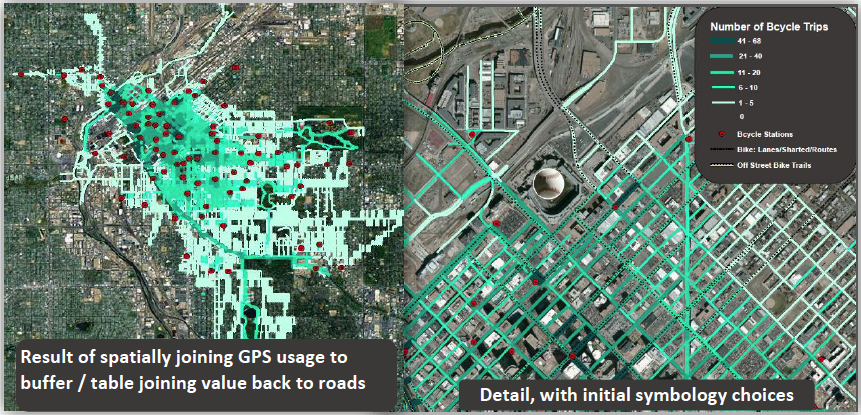 Number of Bcycle Trips
41 - 68
21 - 40
11 - 20
6 - 10
1 - 5
0
Bcycle Stations
Bike: Lanes/Sharted/Routes
Off Street Bike Trails
Result of spatially joining GPS usage to
buffer / table joining value back to roads
Detail, with initial symbology choices